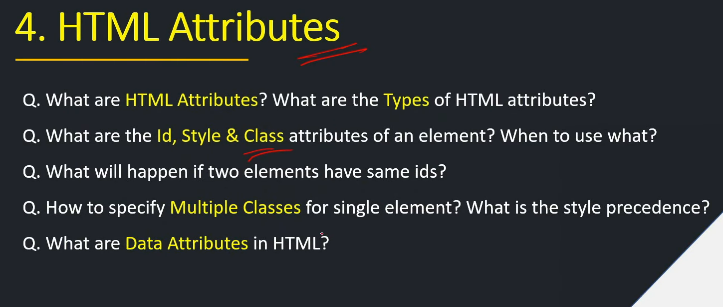 4. HTML Attributes
Q. What are HTML Attributes? What are the Types of HTML attributes?
Q. What are the Id, Style & Class attributes of an element? When to use what?
Q. What will happen if two elements have same ids?
Q. How to specify Multiple Classes for single element? What is the style precedence?
Q. What are Data Attributes in HTML?